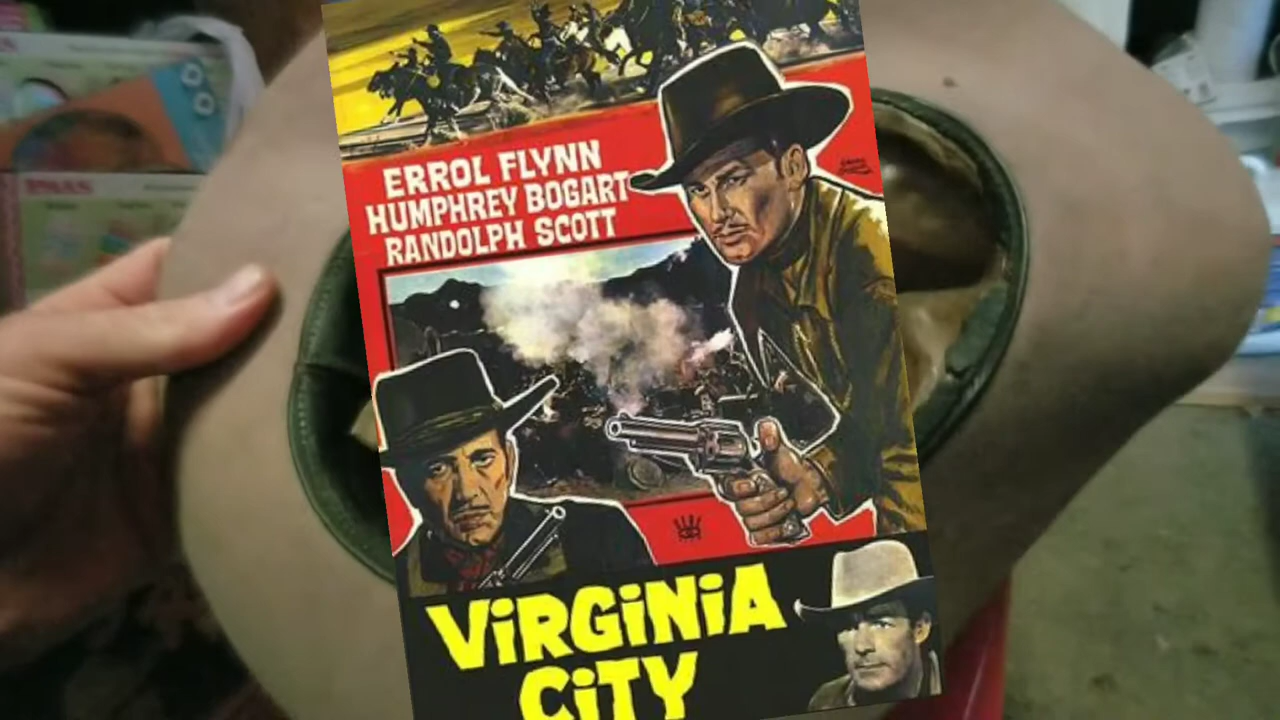 ERROL FLYNN
HUMPHREY BOGART
RANDOLPH SCOTT
ViRGiNiA
CiTY